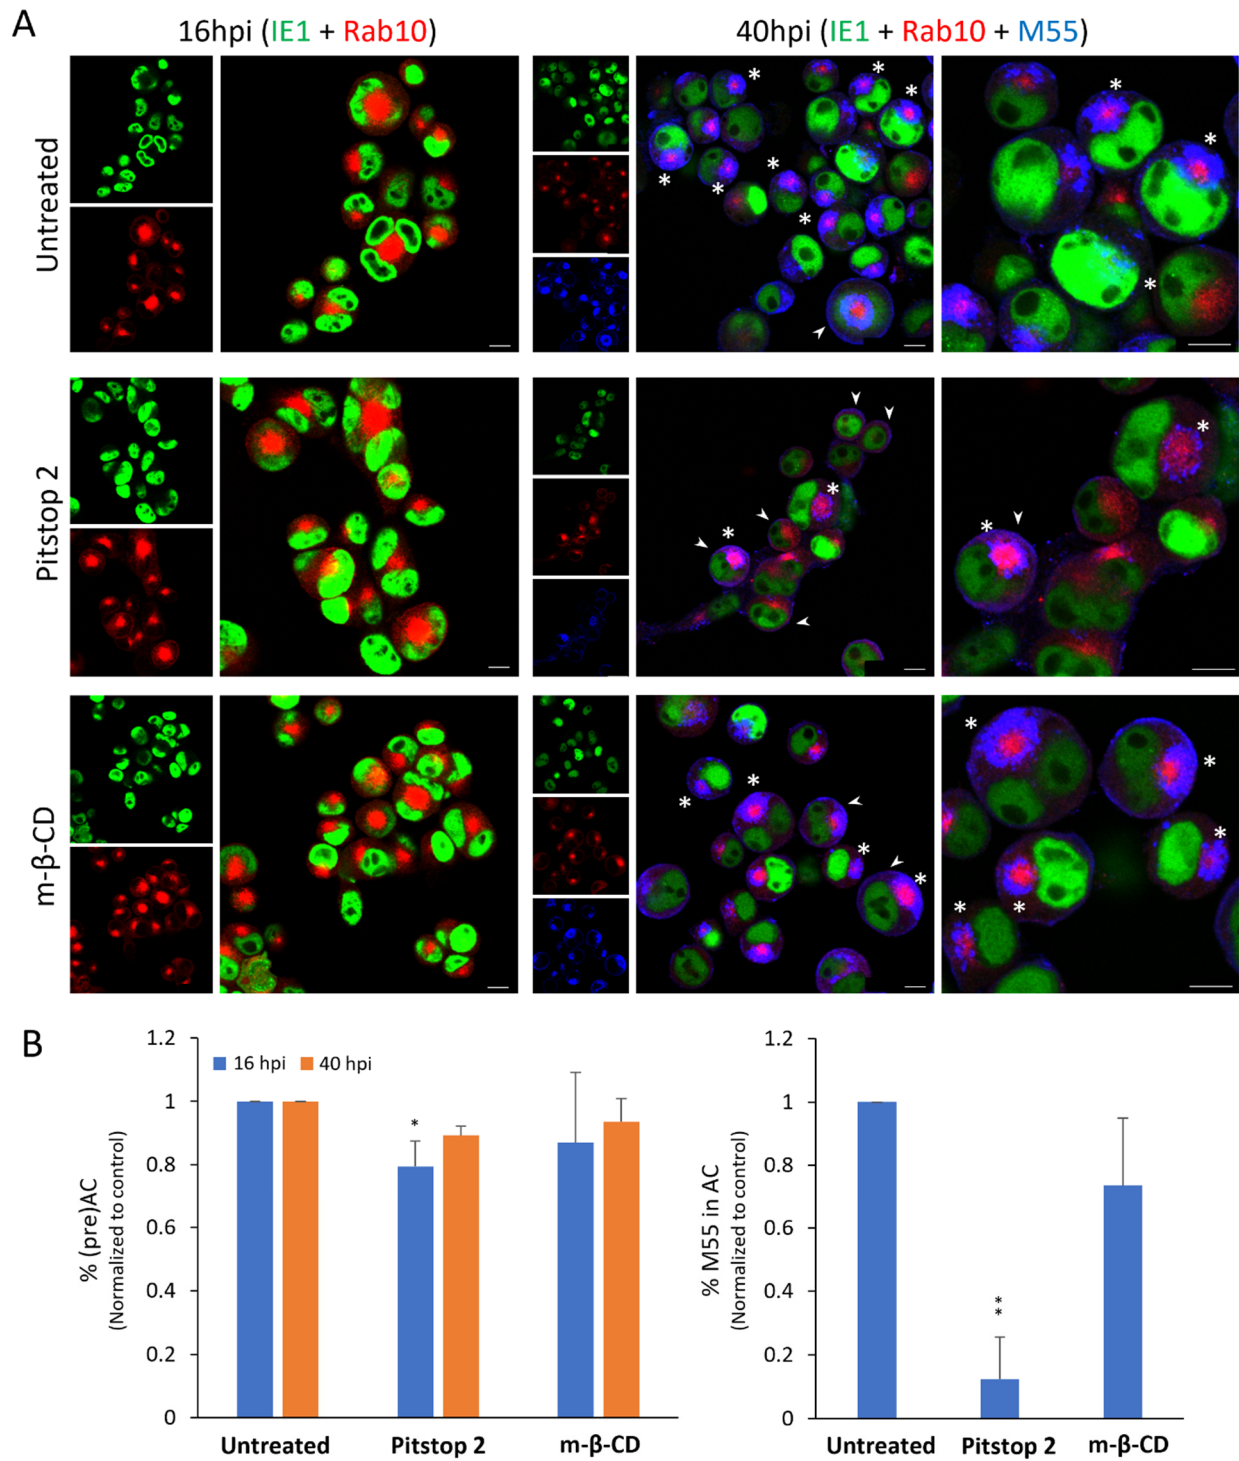 A
16hpi (IE1 + Rab10)
40hpi (IE1 + Rab10 + M55)
Untreated
* * * * * * *
* * *
Pitstop 2
* *
* *
m-β-CD
* * * *
* * * * *
B
% (pre)AC
(Normalized to control)
1.2
1
0.8
0.6
0.4
0.2
0
16 hpi
40 hpi
*
Untreated
Pitstop 2
m-β-CD
% M55 in AC
(Normalized to control)
1.2
1
0.8
0.6
0.4
0.2
0
*
*
Untreated
Pitstop 2
m-β-CD